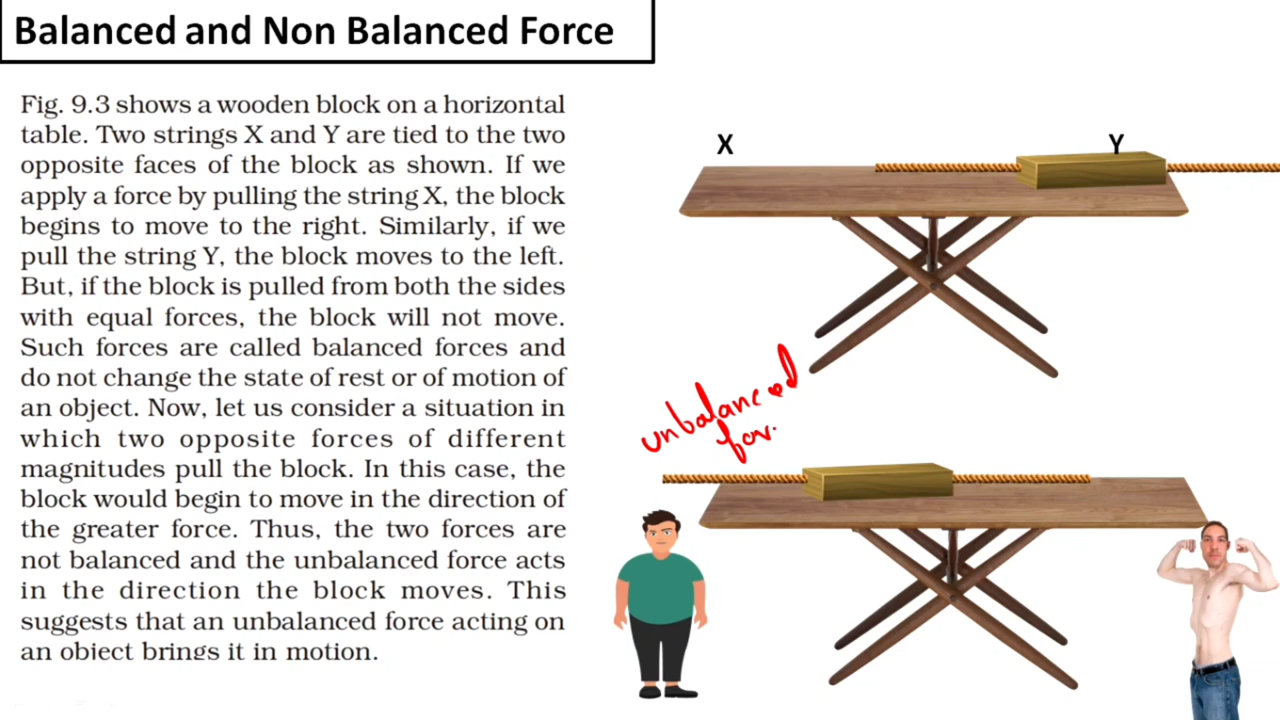 Balanced and Non Balanced Force
Fig. 9.3 shows a wooden block on a horizontal
table. Two strings X and Y are tied to the two
opposite faces of the block as shown. If we
apply a force by pulling the string X, the block
begins to move to the right. Similarly, if we
pull the string Y, the block moves to the left.
But, if the block is pulled from both the sides
with equal forces, the block will not move.
Such forces are called balanced forces and
do not change the state of rest or of motion of
an object. Now, let us consider a situation in
which two opposite forces of different
magnitudes pull the block. In this case, the
block would begin to move in the direction of
the greater force. Thus, the two forces are
not balanced and the unbalanced force acts
in the direction the block moves. This
suggests that an unbalanced force acting on
an object brings it in motion.
X
Y
unbalanced
for.